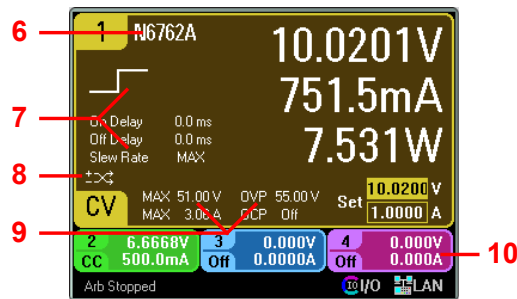 6 1 N6762A 10.0201V
751.5mA
7 On Delay 0.0 ms
Off Delay 0.0 ms 7.531W
Slew Rate MAX
8
CV MAX 51.00 V OVP 55.00 V Set 10.0200 V
MAX 3.06 A OCP Off 1.0000 A
9
2 6.6668V 3 0.000V 4 0.000V 10
CC 500.0mA Off 0.0000A Off 0.000A
Arb Stopped IO I/O LAN